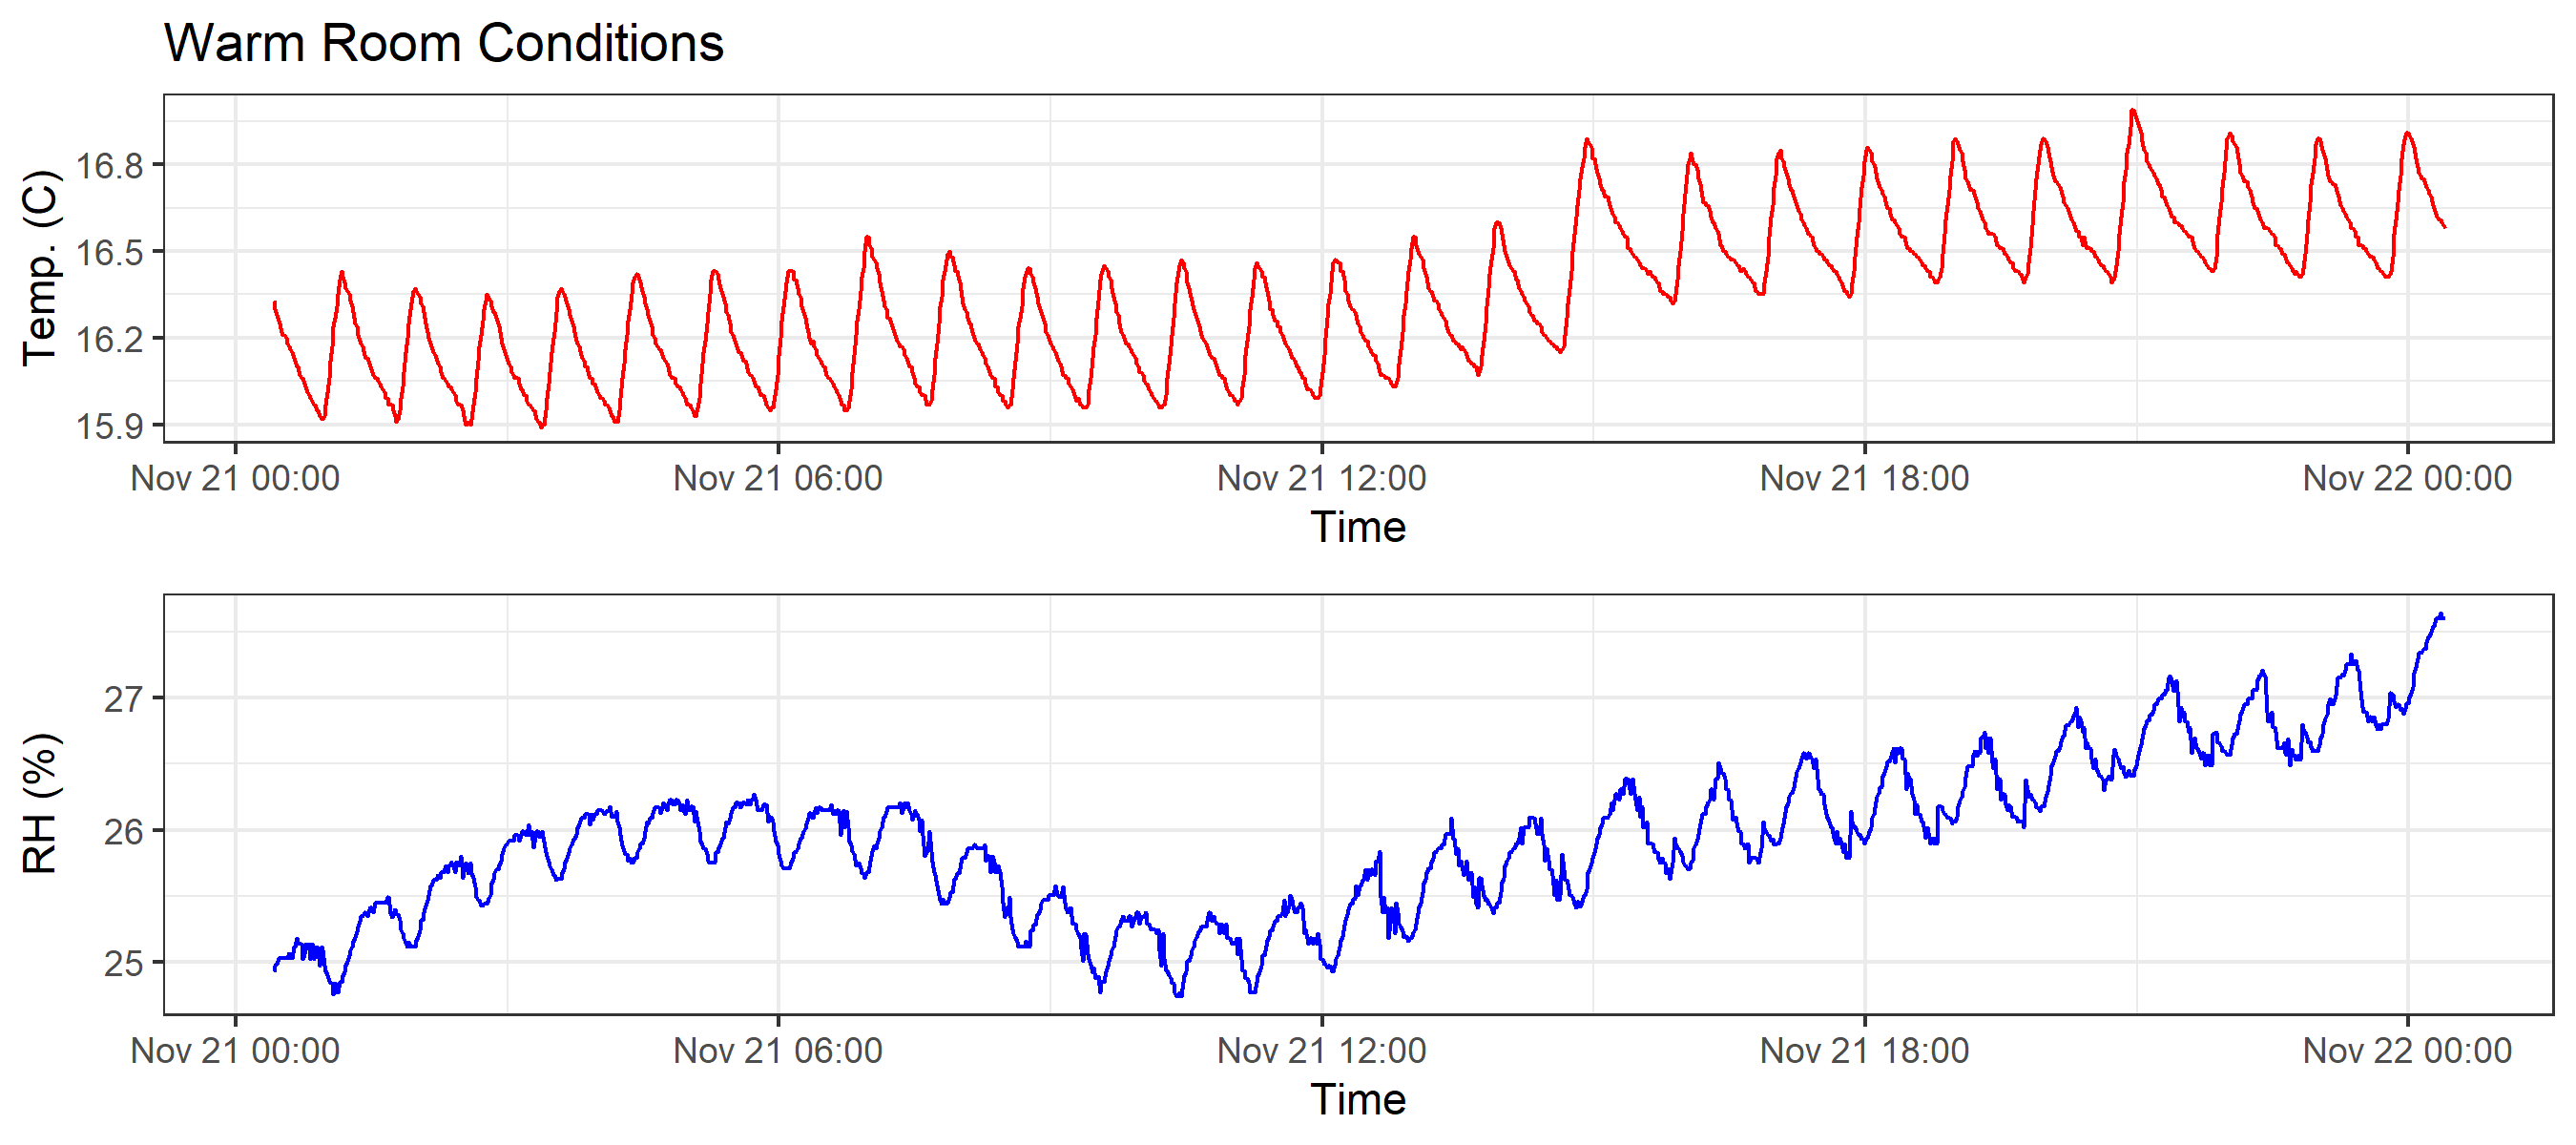 Warm Room Conditions
Temp. (C)
16.8
16.5
16.2
15.9
Nov 21 00:00 Nov 21 06:00 Nov 21 12:00 Nov 21 18:00 Nov 22 00:00
Time
RH (%)
27
26
25
Nov 21 00:00 Nov 21 06:00 Nov 21 12:00 Nov 21 18:00 Nov 22 00:00
Time